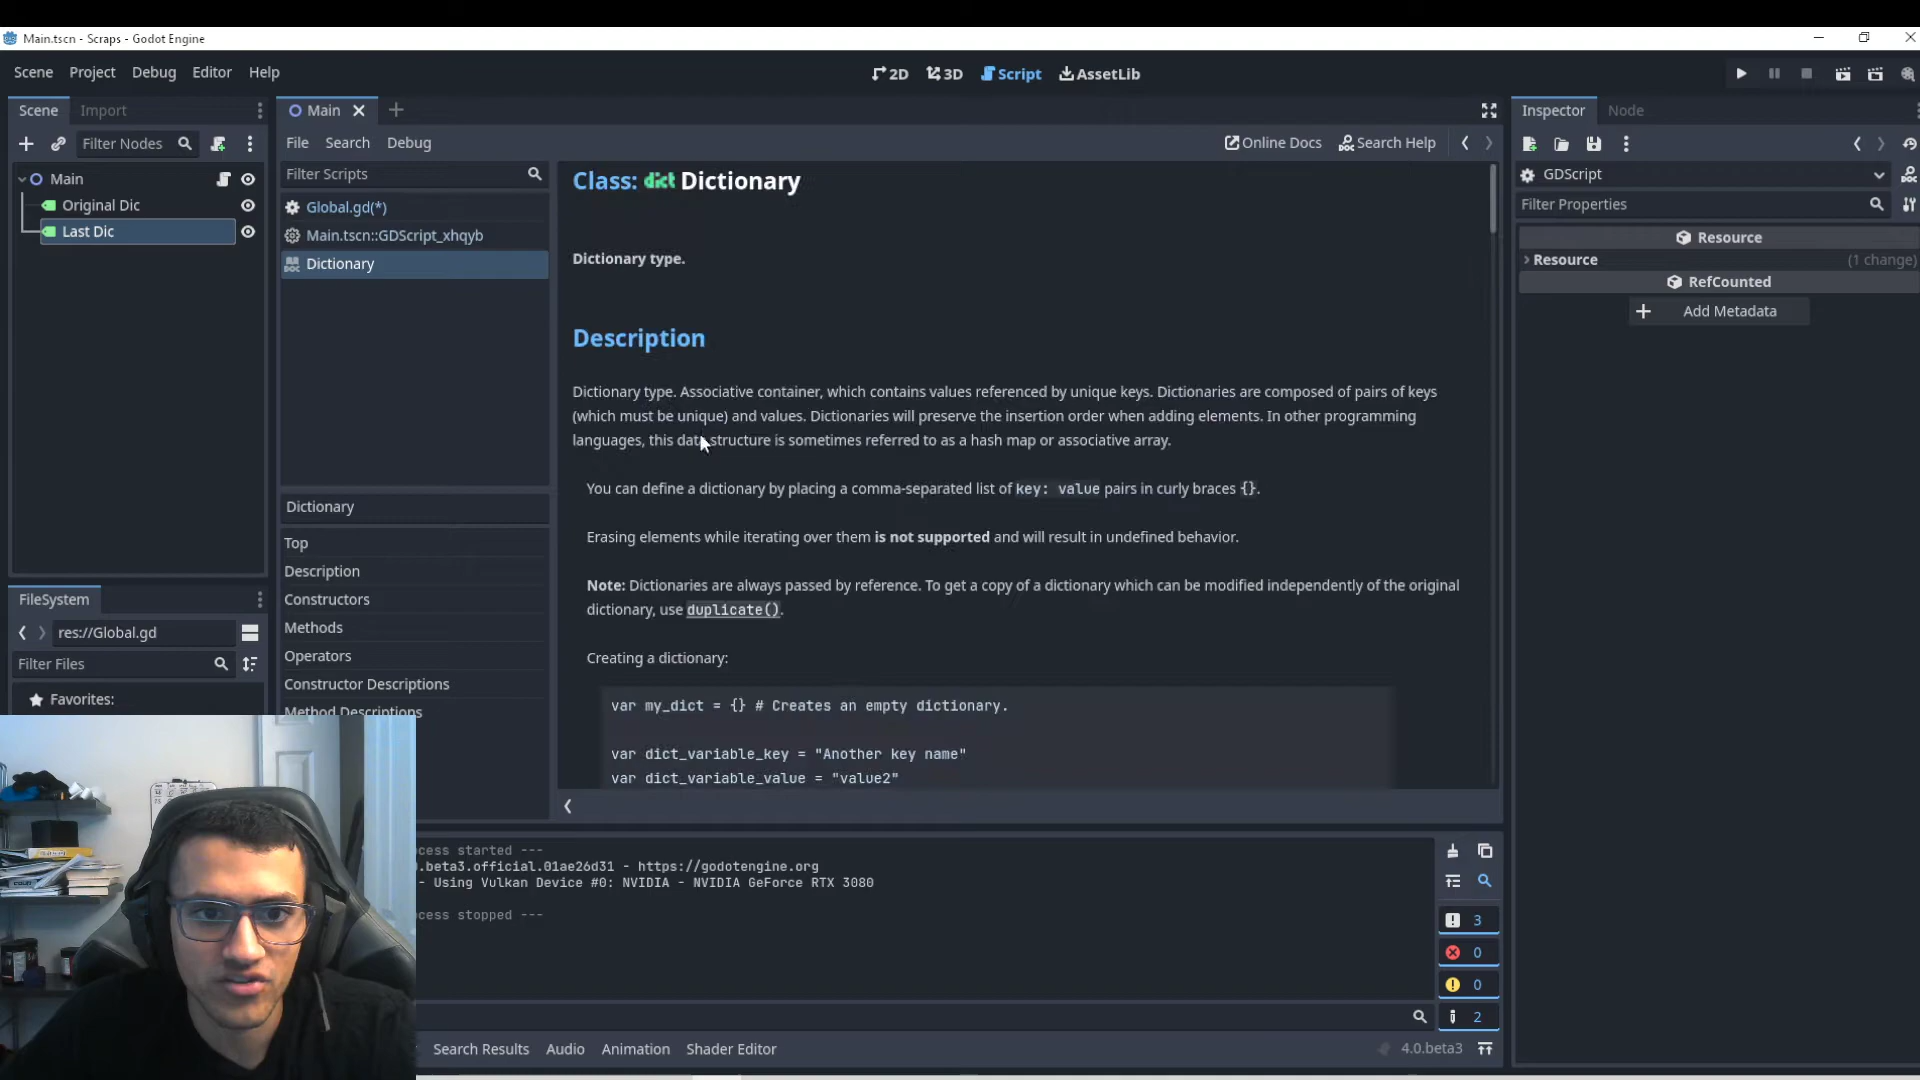 Main.tscn - Scraps - Godot Engine
Scene Project Debug Editor Help
2D 3D Script AssetLib
Scene Import
Main
Inspector Node
Filter Nodes
File Search Debug
Online Docs Search Help
Main
Original Dic
Last Dic
Filter Scripts
Global.gd(*)
Main.tscn::GDScript_xhqyb
Dictionary
Class: dict Dictionary
Dictionary type.
Description
Dictionary type. Associative container, which contains values referenced by unique keys. Dictionaries are composed of pairs of keys
(which must be unique) and values. Dictionaries will preserve the insertion order when adding elements. In other programming
languages, this data structure is sometimes referred to as a hash map or associative array.
You can define a dictionary by placing a comma-separated list of key: value pairs in curly braces {}.
Erasing elements while iterating over them is not supported and will result in undefined behavior.
Note: Dictionaries are always passed by reference. To get a copy of a dictionary which can be modified independently of the original
dictionary, use duplicate().
Creating a dictionary:
var my_dict = {} # Creates an empty dictionary.
var dict_variable_key = "Another key name"
var dict_variable_value = "value2"
Dictionary
Top
Description
Constructors
Methods
Operators
Constructor Descriptions
Method Descriptions
FileSystem
res://Global.gd
Filter Files
Favorites:
GDScript
Filter Properties
Resource
Resource (1 change)
RefCounted
Add Metadata
ocess started ---
.beta3.official.01ae26d31 - https://godotengine.org
- Using Vulkan Device #0: NVIDIA - NVIDIA GeForce RTX 3080
ocess stopped ---
3
0
0
2
Search Results Audio Animation Shader Editor
4.0.beta3